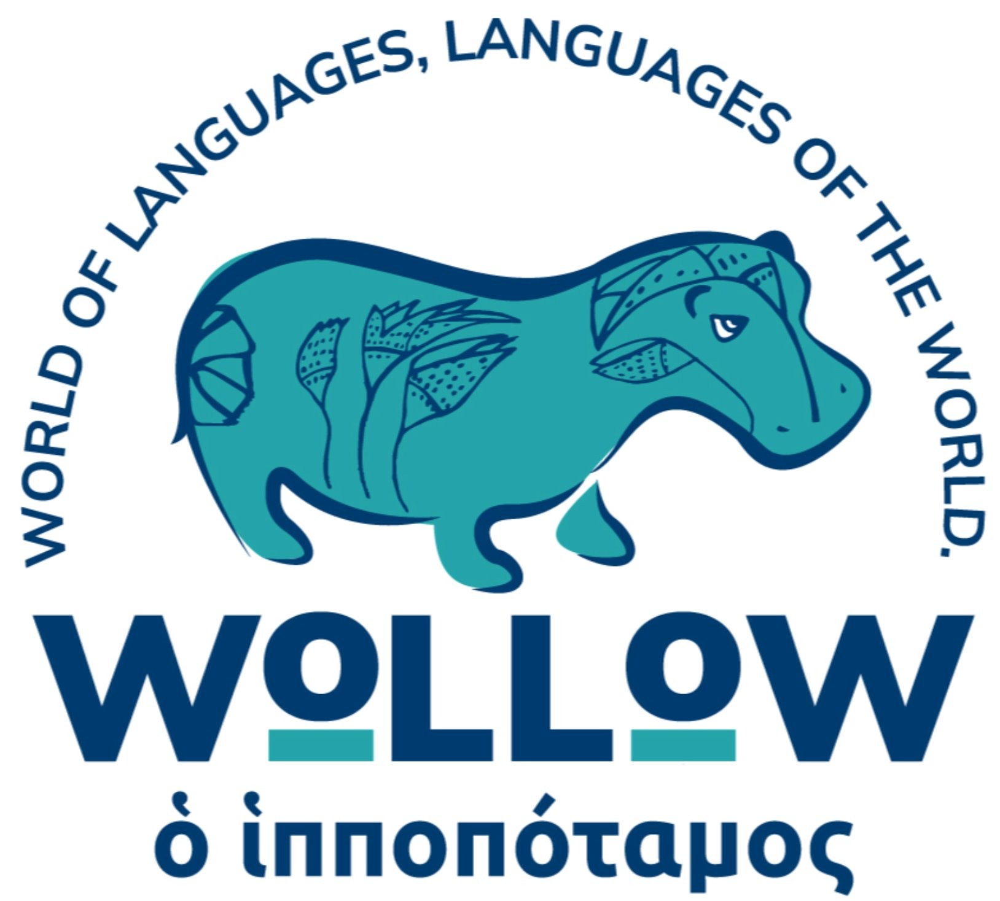 WORLD OF LANGUAGES, LANGUAGES OF THE WORLD.
WOLLOW
ὁ ἱπποπόταμος